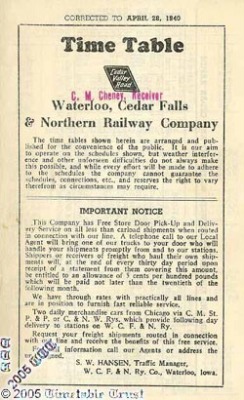 CORRECTED TO APRIL 28, 1940
Time Table
Cedar
Valley
Road
C. M. Cheney, Receiver
Waterloo, Cedar Falls
& Northern Railway Company
The time tables shown herein are arranged and pub-
lished for the convenience of the public. It is our aim
to operate on the schedules shown, but weather interfer-
ence and other unforseen difficulties do not always make
this possible, and while every effort will be made to adhere
to the schedules the company cannot guarantee the
schedules, connections, etc., and reserves the right to vary
therefrom as circumstances may require.
IMPORTANT NOTICE
This Company has Free Store Door Pick-Up and Deliv-
ery Service on all less than carload shipments when routed
in connection with our line. A telephone call to our Local
Agent will bring one of our trucks to your door who will
handle your shipments promptly from and to our stations.
Shippers or receivers of freight who haul their own ship-
ments will, at the end of every thirty day period upon
receipt of a statement from them covering this amount,
be entitled to an allowance of 5 cents per hundred pounds
which will be paid not later than the twentieth of the
following month.
We have through rates with practically all lines and
are in position to furnish fast reliable service.
Two daily merchandise cars from Chicago via C. M. St.
P. & P. or C. & N. W. Rys. which provide following day
delivery to stations on W. C. F. & N. Ry.
Request your freight shipments routed in connection
with line and receive the benefits of this free service.
For information call our Agents or address the
undersigned.
S. W. HANSEN, Traffic Manager,
W. C. F. & N. Ry. Co., Waterloo, Iowa.
2005
© 2005 Timetable Trust